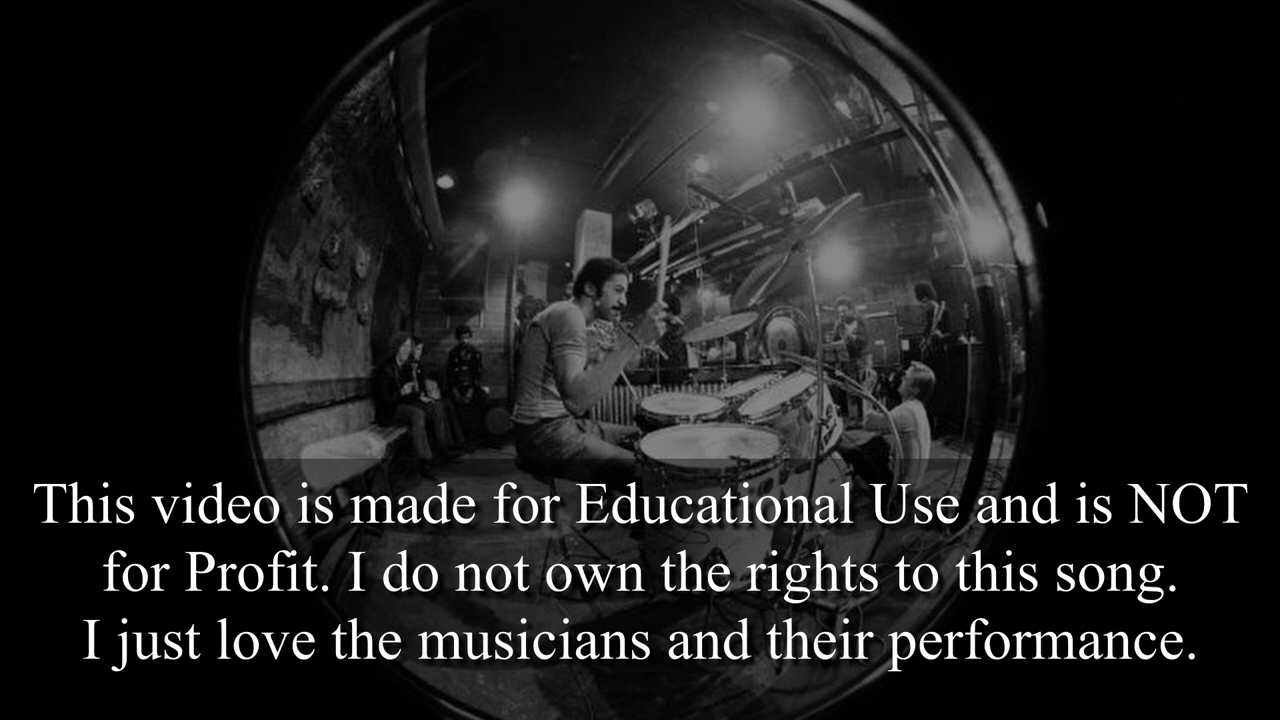 This video is made for Educational Use and is NOT
for Profit. I do not own the rights to this song.
I just love the musicians and their performance.